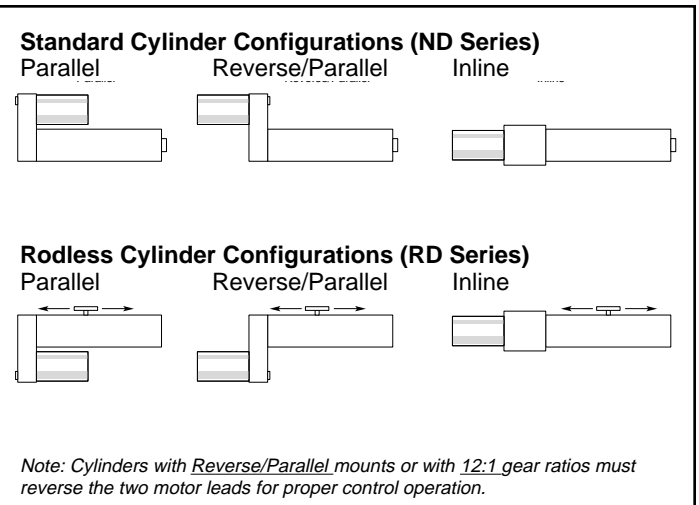 Standard Cylinder Configurations (ND Series)
Parallel Reverse/Parallel Inline
Rodless Cylinder Configurations (RD Series)
Parallel Reverse/Parallel Inline
Note: Cylinders with Reverse/Parallel mounts or with 12:1 gear ratios must
reverse the two motor leads for proper control operation.